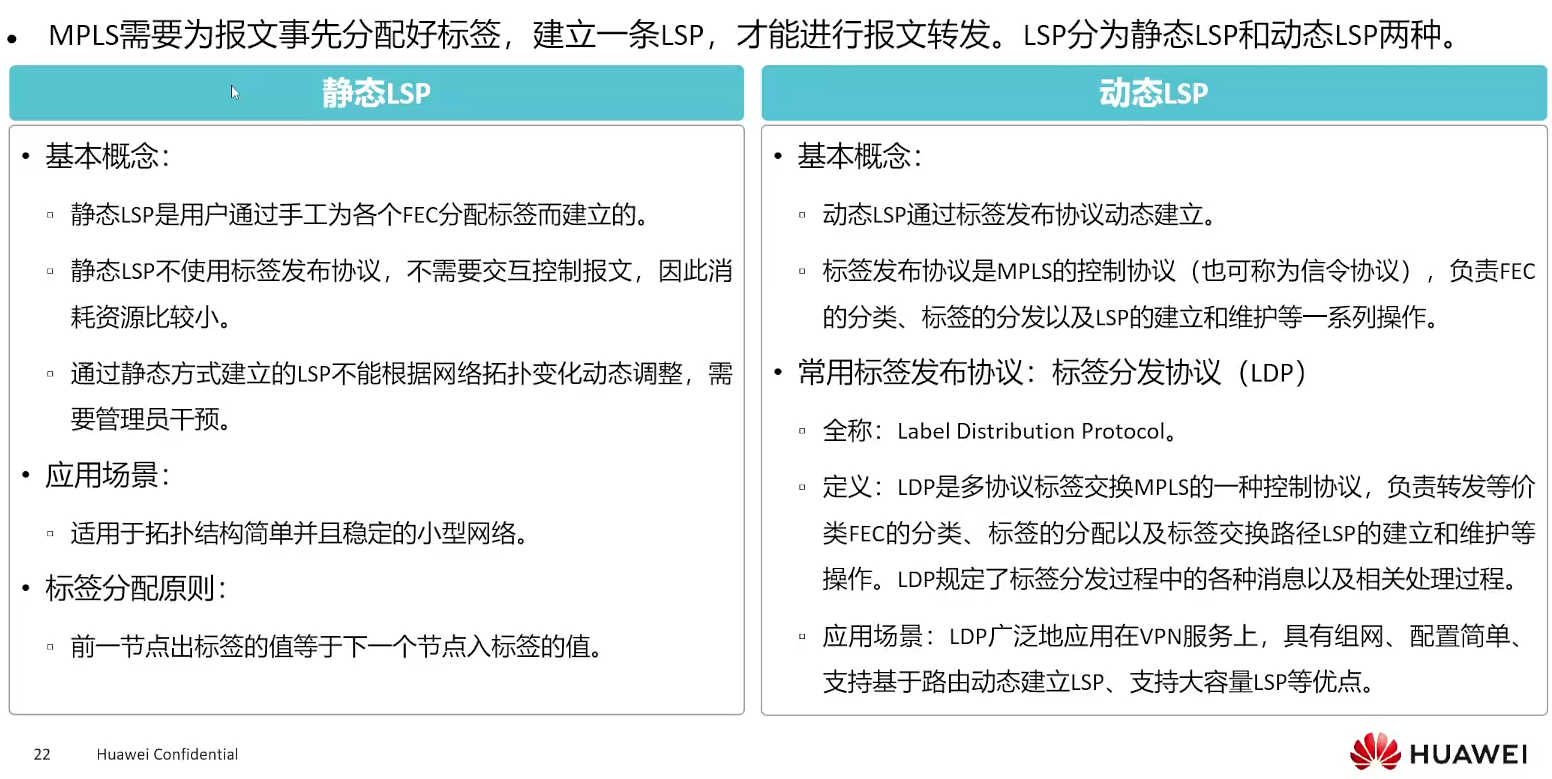 • MPLS需要为报文事先分配好标签，建立一条LSP，才能进行报文转发。LSP分为静态LSP和动态LSP两种。
静态LSP
• 基本概念：
▫ 静态LSP是用户通过手工为各个FEC分配标签而建立的。
▫ 静态LSP不使用标签发布协议，不需要交互控制报文，因此消
耗资源比较小。
▫ 通过静态方式建立的LSP不能根据网络拓扑变化动态调整，需
要管理员干预。
• 应用场景：
▫ 适用于拓扑结构简单并且稳定的小型网络。
• 标签分配原则：
▫ 前一节点出标签的值等于下一个节点入标签的值。
动态LSP
• 基本概念：
▫ 动态LSP通过标签发布协议动态建立。
▫ 标签发布协议是MPLS的控制协议（也可称为信令协议），负责FEC
的分类、标签的分发以及LSP的建立和维护等一系列操作。
• 常用标签发布协议：标签分发协议（LDP）
▫ 全称：Label Distribution Protocol。
▫ 定义：LDP是多协议标签交换MPLS的一种控制协议，负责转发等价
类FEC的分类、标签的分配以及标签交换路径LSP的建立和维护等
操作。LDP规定了标签分发过程中的各种消息以及相关处理过程。
▫ 应用场景：LDP广泛地应用在VPN服务上，具有组网、配置简单、
支持基于路由动态建立LSP、支持大容量LSP等优点。
22 Huawei Confidential
HUAWEI